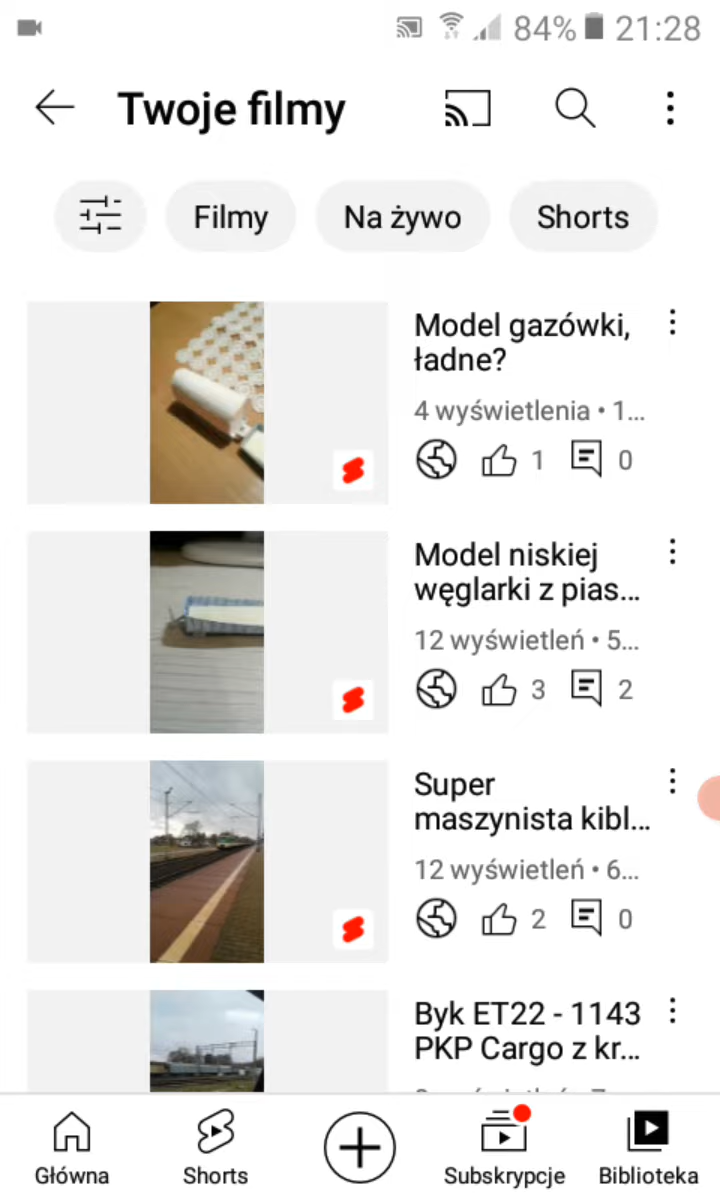 84% 21:28
Twoje filmy
Filmy Na żywo Shorts
Model gazówki,
ładne?
4 wyświetlenia • 1...
1 0
Model niskiej
węglarki z pias...
12 wyświetleń • 5...
3 2
Super
maszynista kibl...
12 wyświetleń • 6...
2 0
Byk ET22 - 1143
PKP Cargo z kr...
Główna Shorts Subskrypcje Biblioteka